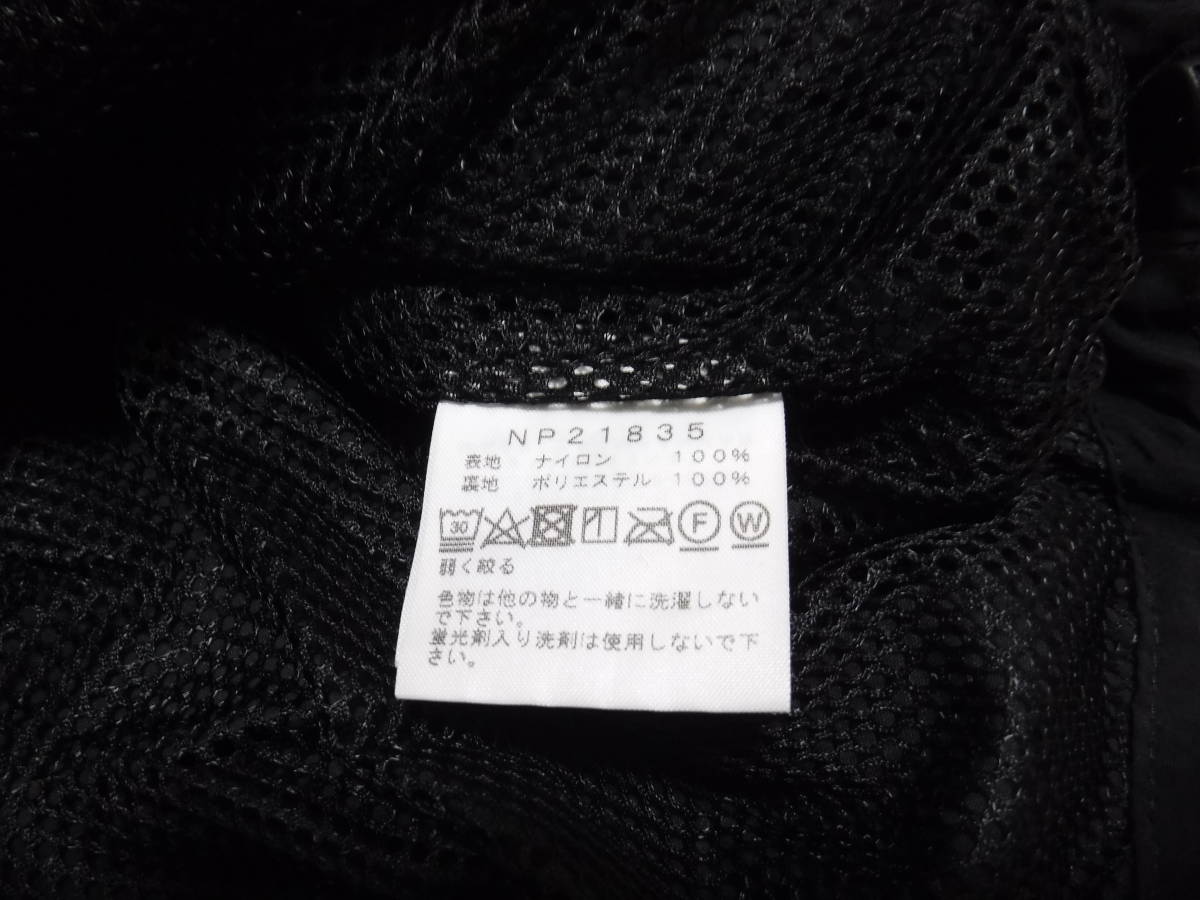 NP21835
表地 ナイロン 100%
裏地 ポリエステル 100%
30 F W
弱く絞る
色物は他の物と一緒に洗濯しない
で下さい。
蛍光剤入り洗剤は使用しないで下
さい。